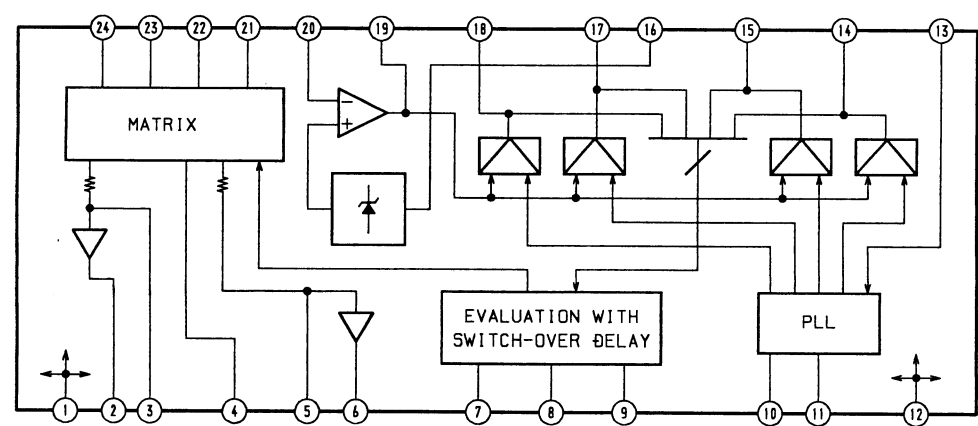 24 23 22 21 20 19 18 17 16 15 14 13
MATRIX
−
+
EVALUATION WITH
SWITCH-OVER DELAY
PLL
1 2 3 4 5 6 7 8 9 10 11 12